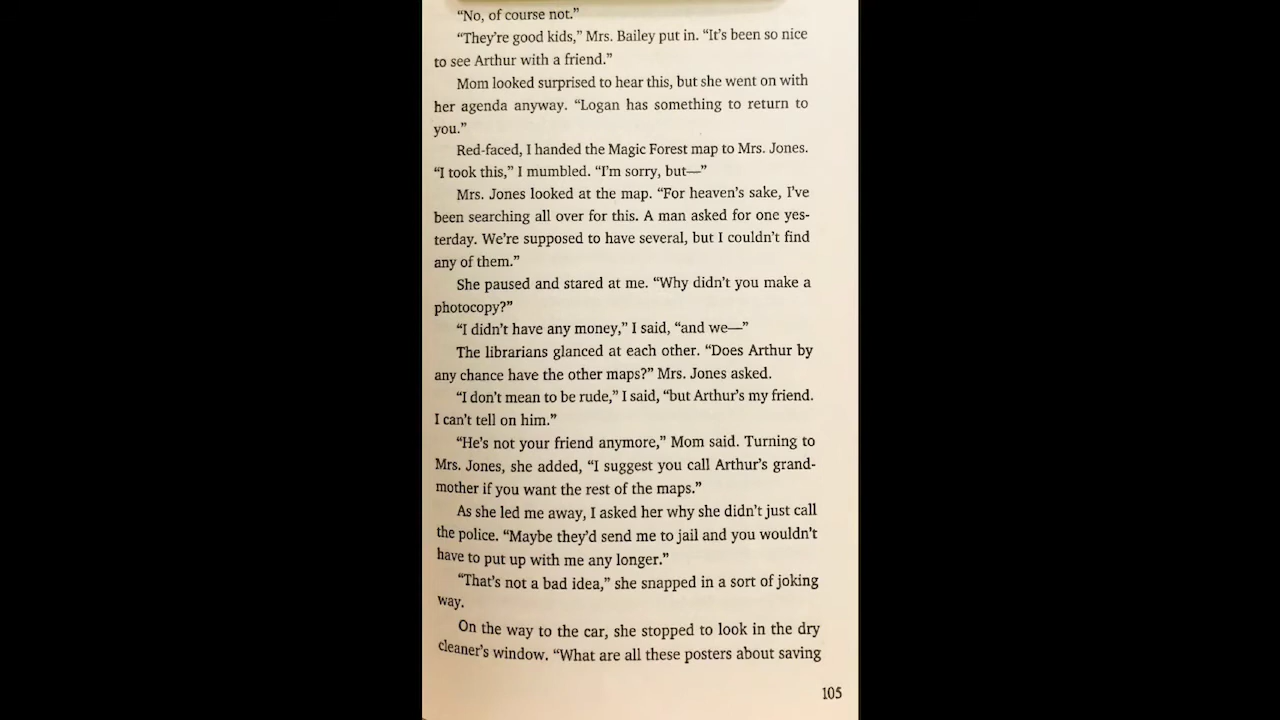 “No, of course not.”
“They’re good kids,” Mrs. Bailey put in. “It’s been so nice
to see Arthur with a friend.”
Mom looked surprised to hear this, but she went on with
her agenda anyway. “Logan has something to return to
you.”
Red-faced, I handed the Magic Forest map to Mrs. Jones.
“I took this,” I mumbled. “I’m sorry, but—”
Mrs. Jones looked at the map. “For heaven’s sake, I’ve
been searching all over for this. A man asked for one yes-
terday. We’re supposed to have several, but I couldn’t find
any of them.”
She paused and stared at me. “Why didn’t you make a
photocopy?”
“I didn’t have any money,” I said, “and we—”
The librarians glanced at each other. “Does Arthur by
any chance have the other maps?” Mrs. Jones asked.
“I don’t mean to be rude,” I said, “but Arthur’s my friend.
I can’t tell on him.”
“He’s not your friend anymore,” Mom said. Turning to
Mrs. Jones, she added, “I suggest you call Arthur’s grand-
mother if you want the rest of the maps.”
As she led me away, I asked her why she didn’t just call
the police. “Maybe they’d send me to jail and you wouldn’t
have to put up with me any longer.”
“That’s not a bad idea,” she snapped in a sort of joking
way.
On the way to the car, she stopped to look in the dry
cleaner’s window. “What are all these posters about saving
105